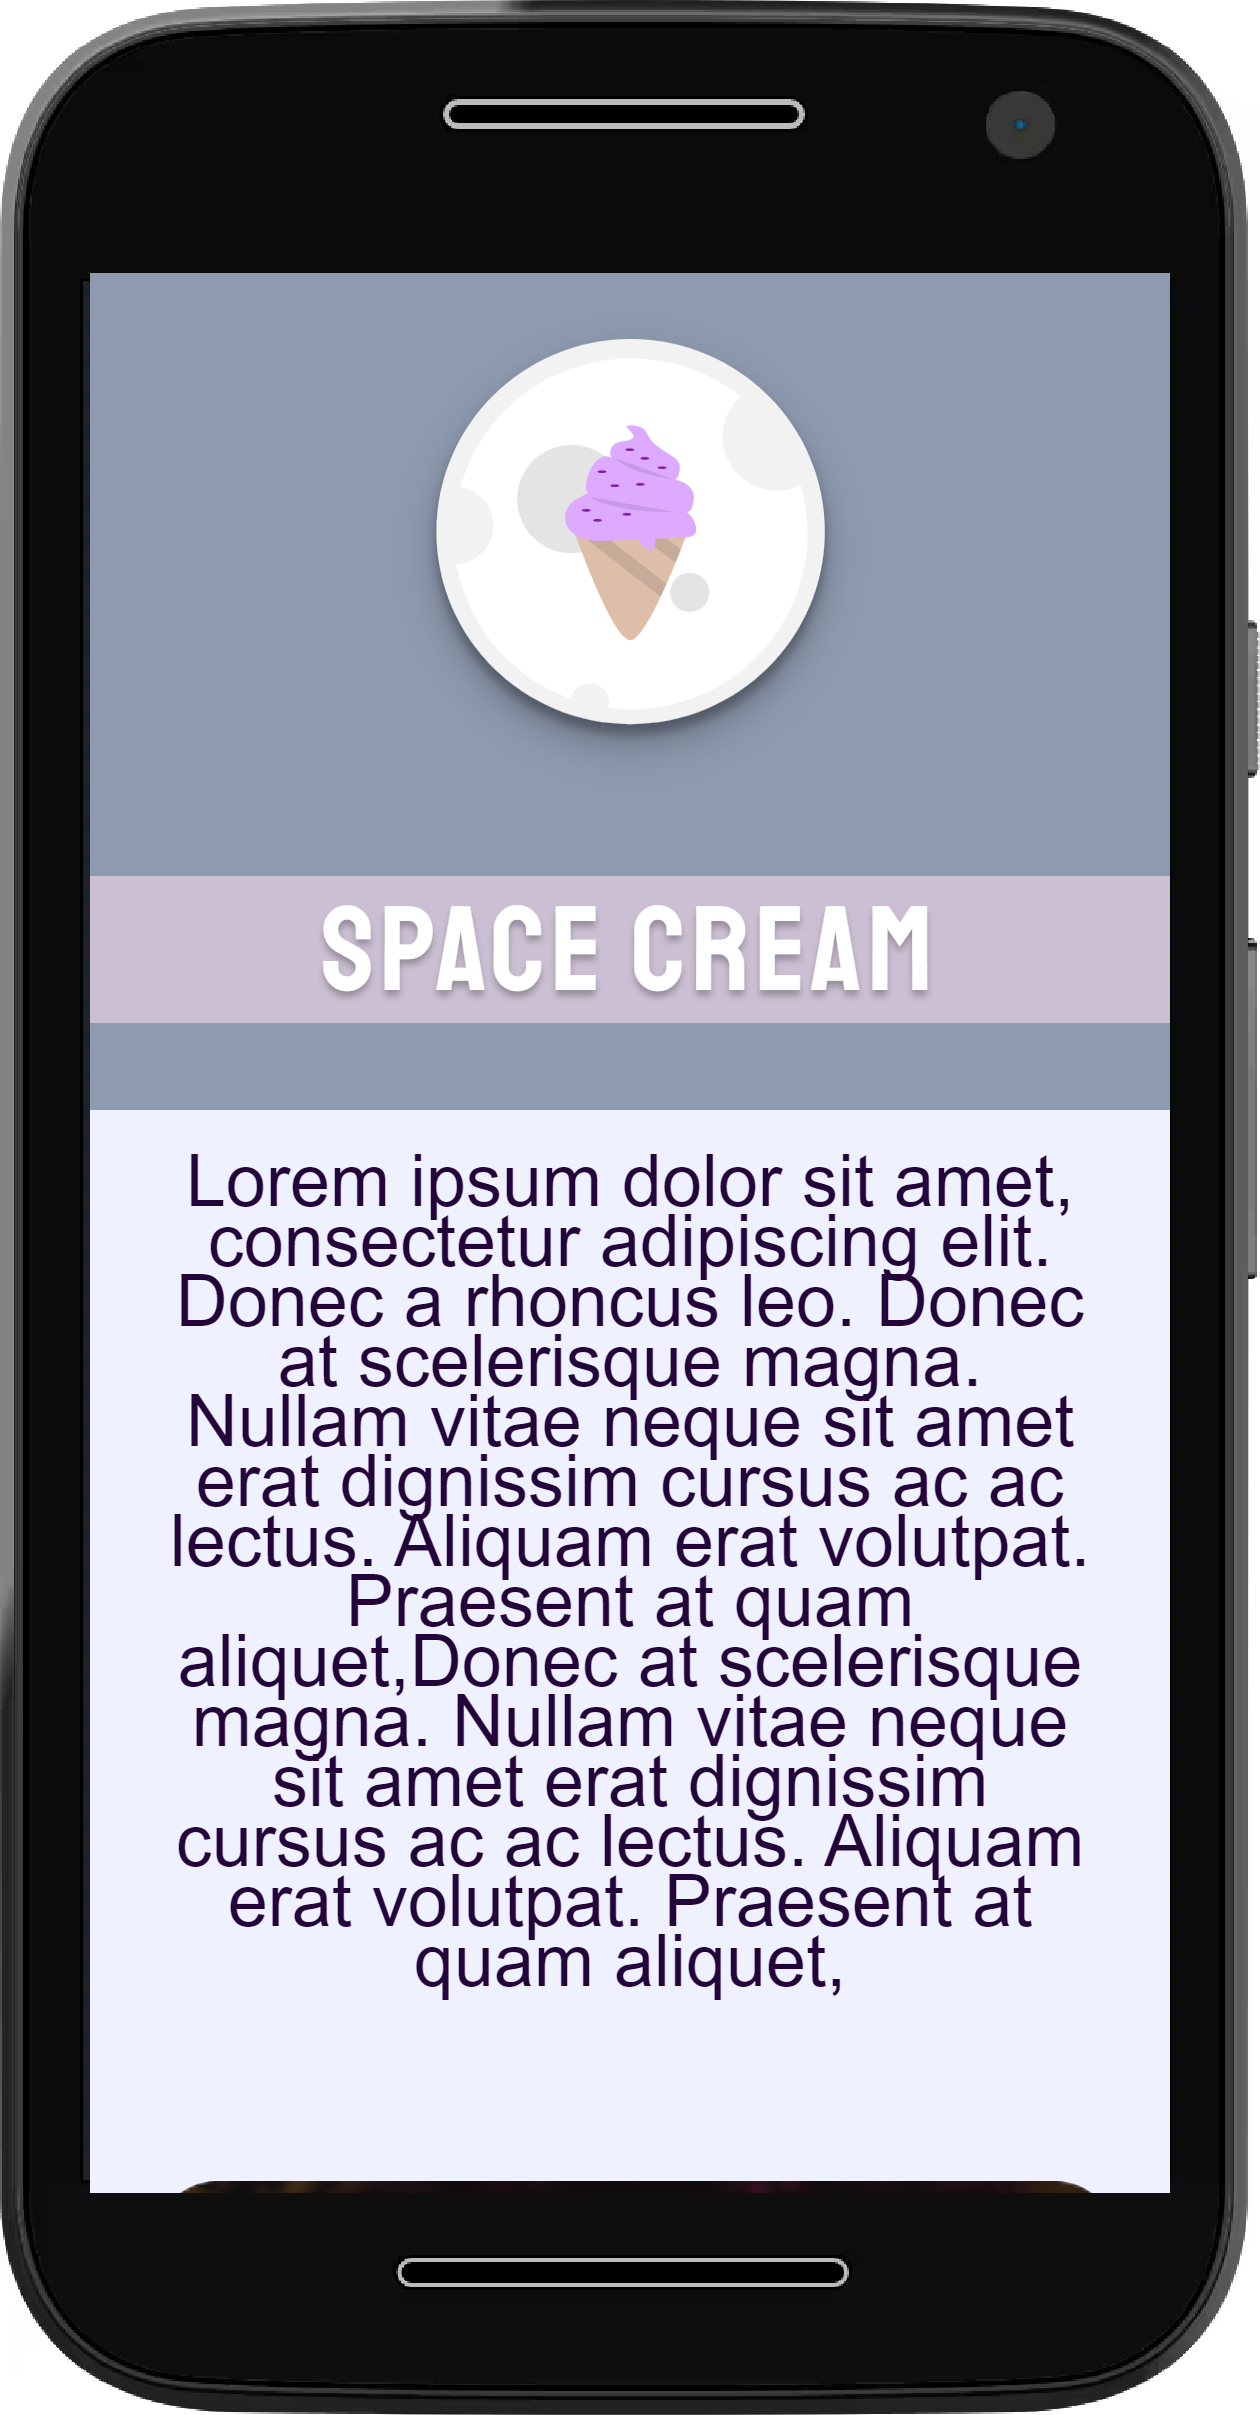 SPACE CREAM
Lorem ipsum dolor sit amet,
consectetur adipiscing elit.
Donec a rhoncus leo. Donec
at scelerisque magna.
Nullam vitae neque sit amet
erat dignissim cursus ac ac
lectus. Aliquam erat volutpat.
Praesent at quam
aliquet,Donec at scelerisque
magna. Nullam vitae neque
sit amet erat dignissim
cursus ac ac lectus. Aliquam
erat volutpat. Praesent at
quam aliquet,